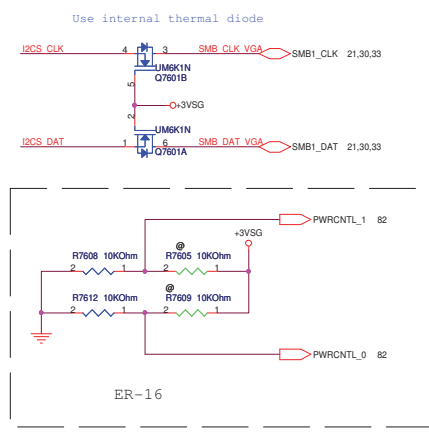 Use internal thermal diode
I2CS_CLK 4 3 SMB_CLK_VGA SMB1_CLK 21,30,33
UM6K1N
Q7601B
5
+3VSG
2
UM6K1N
I2CS_DAT 1 6 SMB_DAT_VGA SMB1_DAT 21,30,33
Q7601A
PWRCNTL_1 82
+3VSG
@
R7608 10KOhm R7605 10KOhm
2 1 2 1
@
R7612 10KOhm R7609 10KOhm
2 1 2 1
PWRCNTL_0 82
ER-16